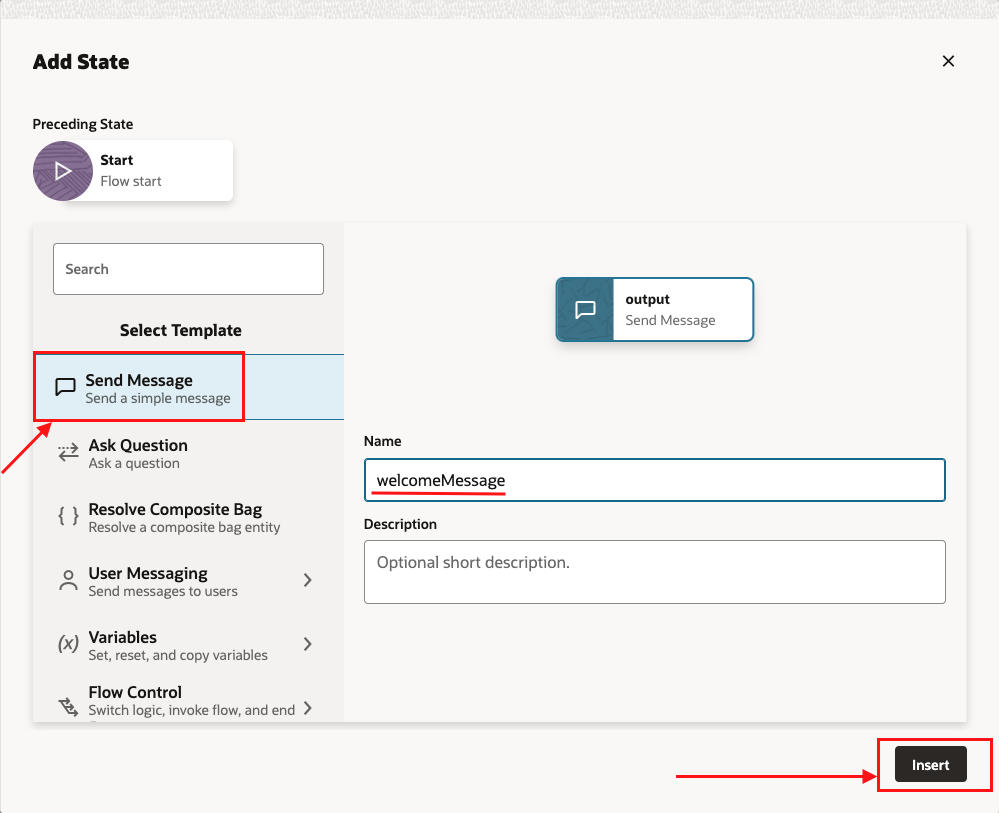 Add State
Preceding State
Start
Flow start
Search
Select Template
Send Message
Send a simple message
Ask Question
Ask a question
Resolve Composite Bag
Resolve a composite bag entity
User Messaging
Send messages to users
(x) Variables
Set, reset, and copy variables
Flow Control
Switch logic, invoke flow, and end
output
Send Message
Name
welcomeMessage
Description
Optional short description.
Insert